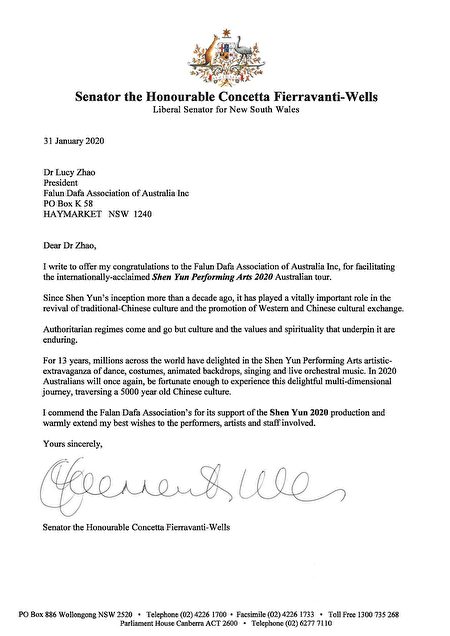 Senator the Honourable Concetta Fierravanti-Wells
Liberal Senator for New South Wales
31 January 2020
Dr Lucy Zhao
President
Falun Dafa Association of Australia Inc
PO Box K 58
HAYMARKET NSW 1240
Dear Dr Zhao,
I write to offer my congratulations to the Falun Dafa Association of Australia Inc, for facilitating
the internationally-acclaimed Shen Yun Performing Arts 2020 Australian tour.
Since Shen Yun's inception more than a decade ago, it has played a vitally important role in the
revival of traditional-Chinese culture and the promotion of Western and Chinese cultural exchange.
Authoritarian regimes come and go but culture and the values and spirituality that underpin it are
enduring.
For 13 years, millions across the world have delighted in the Shen Yun Performing Arts artistic-
extravaganza of dance, costumes, animated backdrops, singing and live orchestral music. In 2020
Australians will once again, be fortunate enough to experience this delightful multi-dimensional
journey, traversing a 5000 year old Chinese culture.
I commend the Falan Dafa Association's for its support of the Shen Yun 2020 production and
warmly extend my best wishes to the performers, artists and staff involved.
Yours sincerely,
Senator the Honourable Concetta Fierravanti-Wells
PO Box 886 Wollongong NSW 2520 • Telephone (02) 4226 1700 • Facsimile (02) 4226 1733 • Toll Free 1300 735 268
Parliament House Canberra ACT 2600 • Telephone (02) 6277 7110